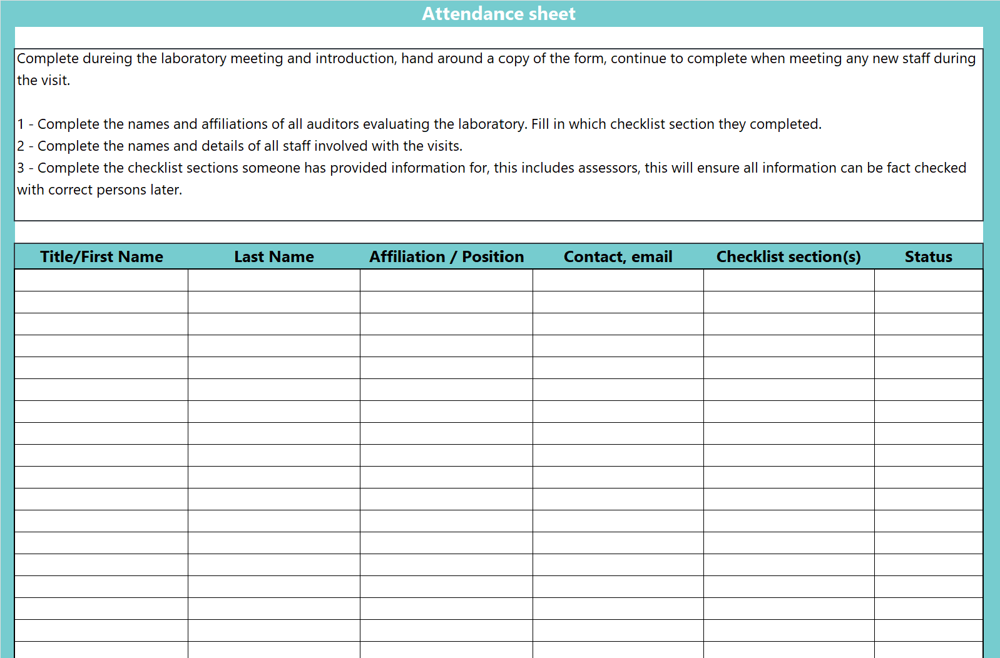 Attendance sheet
Complete dureing the laboratory meeting and introduction, hand around a copy of the form, continue to complete when meeting any new staff during
the visit.
1 - Complete the names and affiliations of all auditors evaluating the laboratory. Fill in which checklist section they completed.
2 - Complete the names and details of all staff involved with the visits.
3 - Complete the checklist sections someone has provided information for, this includes assessors, this will ensure all information can be fact checked
with correct persons later.
Title/First Name Last Name Affiliation / Position Contact, email Checklist section(s) Status